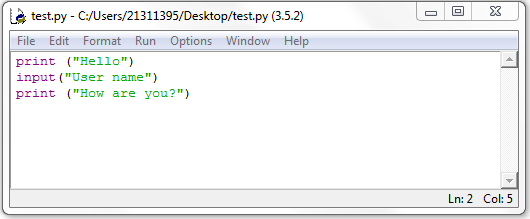 test.py - C:/Users/21311395/Desktop/test.py (3.5.2)
File Edit Format Run Options Window Help
print ("Hello")
input("User name")
print ("How are you?")
Ln: 2 Col: 5